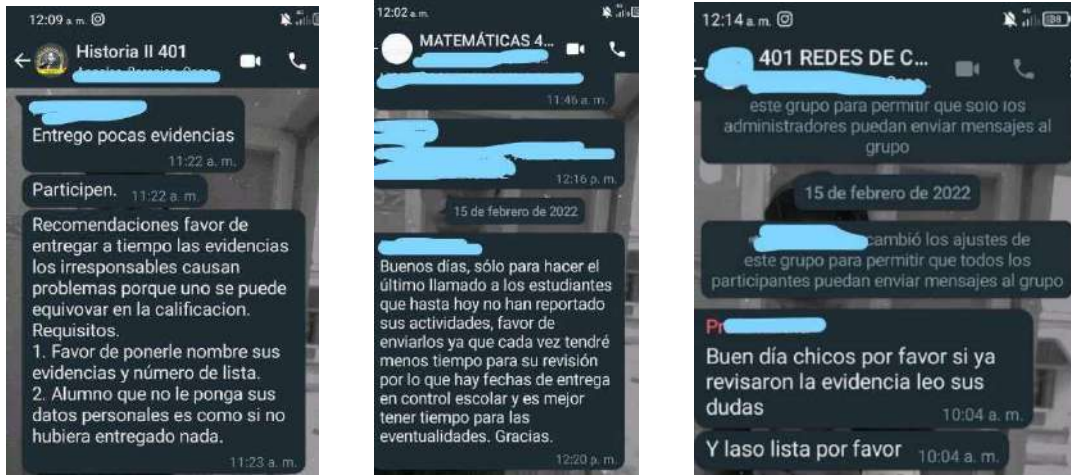 12:09 a. m.
Historia II 401
Entrego pocas evidencias
11:22 a. m.
Participen. 11:22 a. m.
Recomendaciones favor de
entregar a tiempo las evidencias
los irresponsables causan
problemas porque uno se puede
equivovar en la calificacion.
Requisitos.
1. Favor de ponerle nombre sus
evidencias y número de lista.
2. Alumno que no le ponga sus
datos personales es como si no
hubiera entregado nada.
11:23 a. m.
12:02 a. m.
MATEMÁTICAS 4...
11:46 a. m.
12:16 p. m.
15 de febrero de 2022
Buenos días, sólo para hacer el
último llamado a los estudiantes
que hasta hoy no han reportado
sus actividades, favor de
enviarlos ya que cada vez tendré
menos tiempo para su revisión
por lo que hay fechas de entrega
en control escolar y es mejor
tener tiempo para las
eventualidades. Gracias.
12:20 p. m.
12:14 a. m.
401 REDES DE C...
este grupo para permitir que solo los
administradores puedan enviar mensajes al
grupo
15 de febrero de 2022
cambió los ajustes de
este grupo para permitir que todos los
participantes puedan enviar mensajes al grupo
Pr
Buen día chicos por favor si ya
revisaron la evidencia leo sus
dudas
10:04 a. m.
Y laso lista por favor 10:04 a. m.